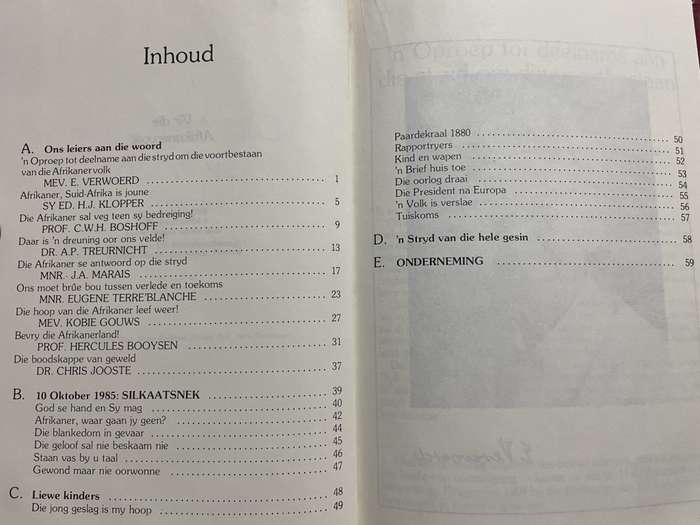 Inhoud
A. Ons leiers aan die woord
'n Oproep tot deelname aan die stryd om die voortbestaan
van die Afrikanervolk
MEV. E. VERWOERD 1
Afrikaner, Suid-Afrika is joune
SY ED. H.J. KLOPPER 5
Die Afrikaner sal veg teen sy bedreiging!
PROF. C.W.H. BOSHOFF 9
Daar is 'n dreuning oor ons velde!
DR. A.P. TREURNICHT 13
Die Afrikaner se antwoord op die stryd
MNR. J.A. MARAIS 17
Ons moet brûe bou tussen verlede en toekoms
MNR. EUGENE TERRE'BLANCHE 23
Die hoop van die Afrikaner leef weer!
MEV. KOBIE GOUWS 27
Bevry die Afrikanerland!
PROF. HERCULES BOOYSEN 31
Die boodskappe van geweld
DR. CHRIS JOOSTE 37
B. 10 Oktober 1985: SILKAATSNEK 39
God se hand en Sy mag 40
Afrikaner, waar gaan jy geen? 42
Die blankedom in gevaar 44
Die geloof sal nie beskaam nie 45
Staan vas by u taal 46
Gewond maar nie oorwonne 47
C. Liewe kinders 48
Die jong geslag is my hoop 49
Paardekraal 1880 50
Rapportryers 51
Kind en wapen 52
'n Brief huis toe 53
Die oorlog draai 54
Die President na Europa 55
'n Volk is verslae 56
Tuiskoms 57
D. 'n Stryd van die hele gesin 58
E. ONDERNEMING 59